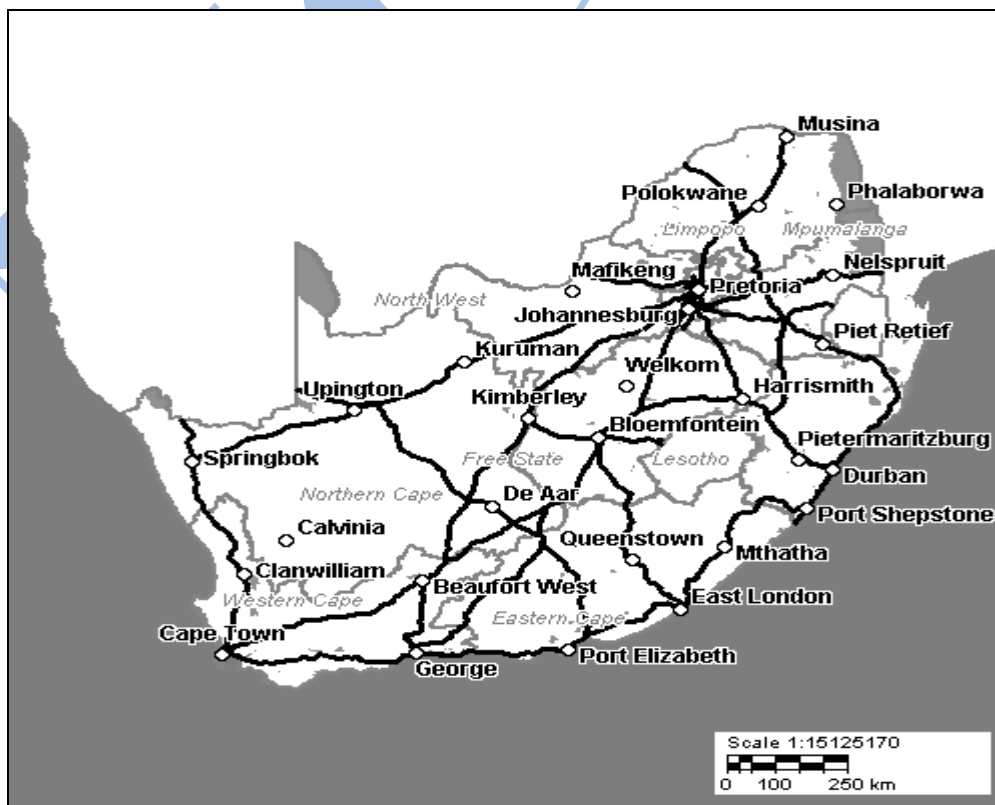 Musina
Polokwane
Phalaborwa
Limpopo
Mpumalanga
Nelspruit
Mafikeng
Pretoria
North West
Johannesburg
Piet Retief
Kuruman
Welkom
Upington
Kimberley
Harrismith
Bloemfontein
Pietermaritzburg
Springbok
Free State
Lesotho
Durban
Northern Cape
De Aar
Port Shepstone
Calvinia
Queenstown
Mthatha
Clanwilliam
Beaufort West
East London
Western Cape
Eastern Cape
Cape Town
George
Port Elizabeth
Scale 1:15125170
0 100 250 km